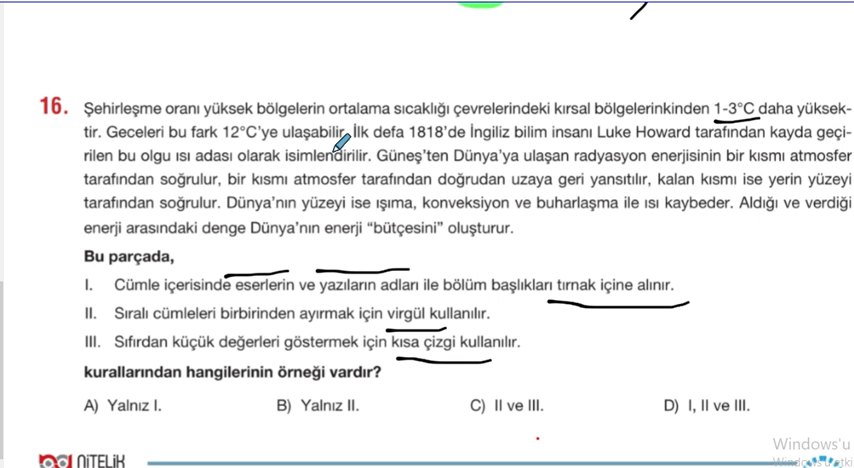 16. Şehirleşme oranı yüksek bölgelerin ortalama sıcaklığı çevrelerindeki kırsal bölgelerinkinden 1-3°C daha yüksek-
tir. Geceleri bu fark 12°C'ye ulaşabilir. İlk defa 1818'de İngiliz bilim insanı Luke Howard tarafından kayda geçi-
rilen bu olgu ısı adası olarak isimlendirilir. Güneş'ten Dünya'ya ulaşan radyasyon enerjisinin bir kısmı atmosfer
tarafından soğrulur, bir kısmı atmosfer tarafından doğrudan uzaya geri yansıtılır, kalan kısmı ise yerin yüzeyi
tarafından soğrulur. Dünya'nın yüzeyi ise ışıma, konveksiyon ve buharlaşma ile ısı kaybeder. Aldığı ve verdiği
enerji arasındaki denge Dünya'nın enerji “bütçesini” oluşturur.
Bu parçada,
I. Cümle içerisinde eserlerin ve yazıların adları ile bölüm başlıkları tırnak içine alınır.
II. Sıralı cümleleri birbirinden ayırmak için virgül kullanılır.
III. Sıfırdan küçük değerleri göstermek için kısa çizgi kullanılır.
kurallarından hangilerinin örneği vardır?
A) Yalnız I. B) Yalnız II. C) II ve III. D) I, II ve III.
Windows'u
NİTELİK